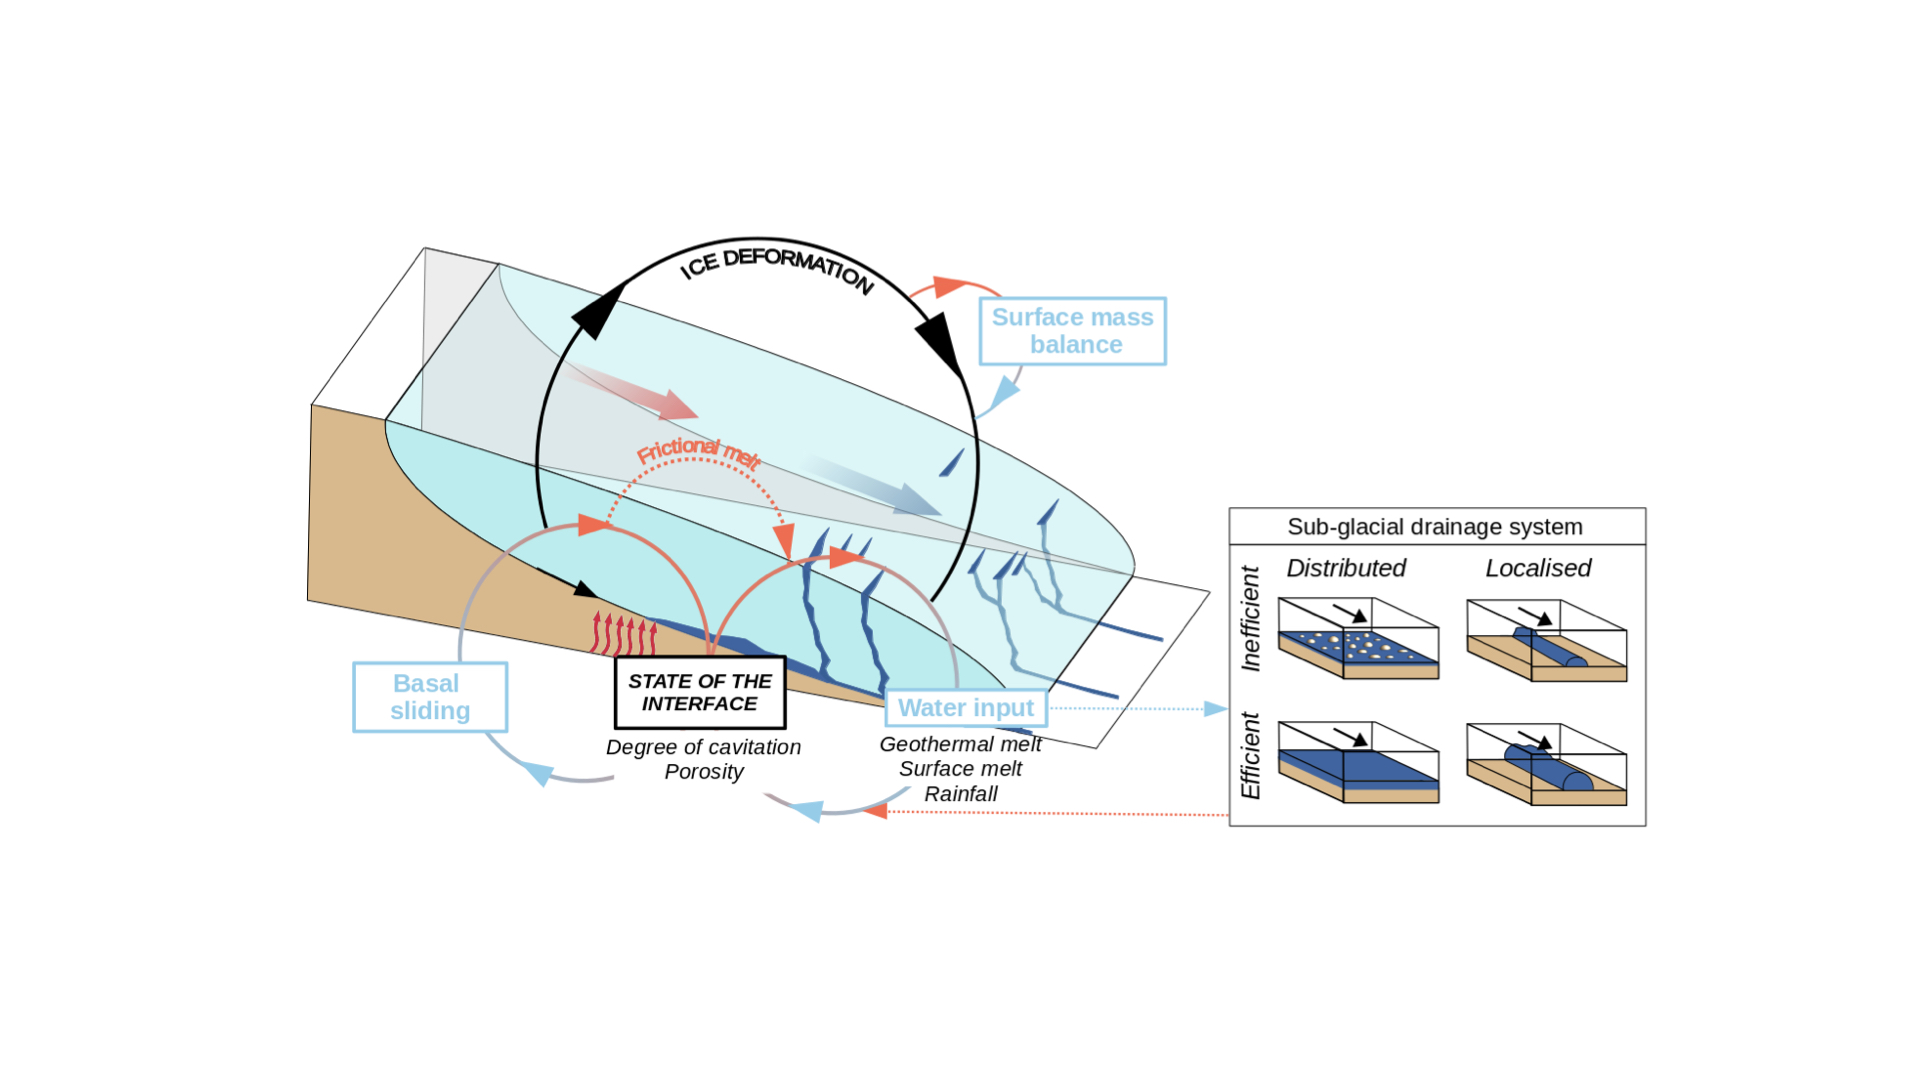 ICE DEFORMATION
Surface mass
balance
Frictional melt
Basal
sliding
STATE OF THE
INTERFACE
Degree of cavitation
Porosity
Water input
Geothermal melt
Surface melt
Rainfall
Sub-glacial drainage system
Distributed
Localised
Inefficient
Efficient